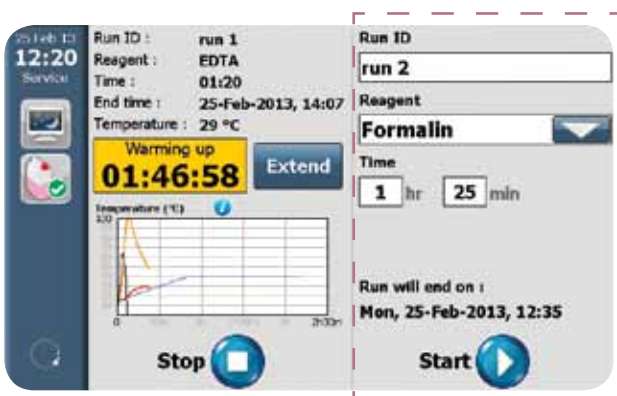 25 Feb 13
12:20
Service
Run ID : run 1
Reagent : EDTA
Time : 01:20
End time : 25-Feb-2013, 14:07
Temperature : 29 °C
Warming up
01:46:58
Extend
Temperature (°C)
100
0
2h30m
Stop
Run ID
run 2
Reagent
Formalin
Time
1 hr 25 min
Run will end on :
Mon, 25-Feb-2013, 12:35
Start